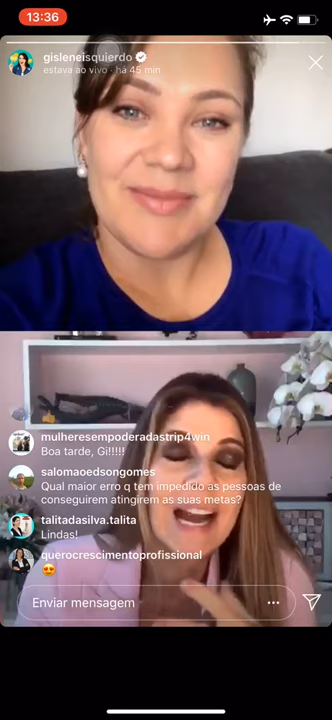 13:36
gisleneisquierdo
estava ao vivo · há 45 min
mulheresempoderadastrip4win
Boa tarde, Gi!!!!!
salomaoedsongomes
Qual maior erro q tem impedido as pessoas de
conseguirem atingirem as suas metas?
talitadasilva.talita
Lindas!
querocrescimentoprofissional
😍
Enviar mensagem